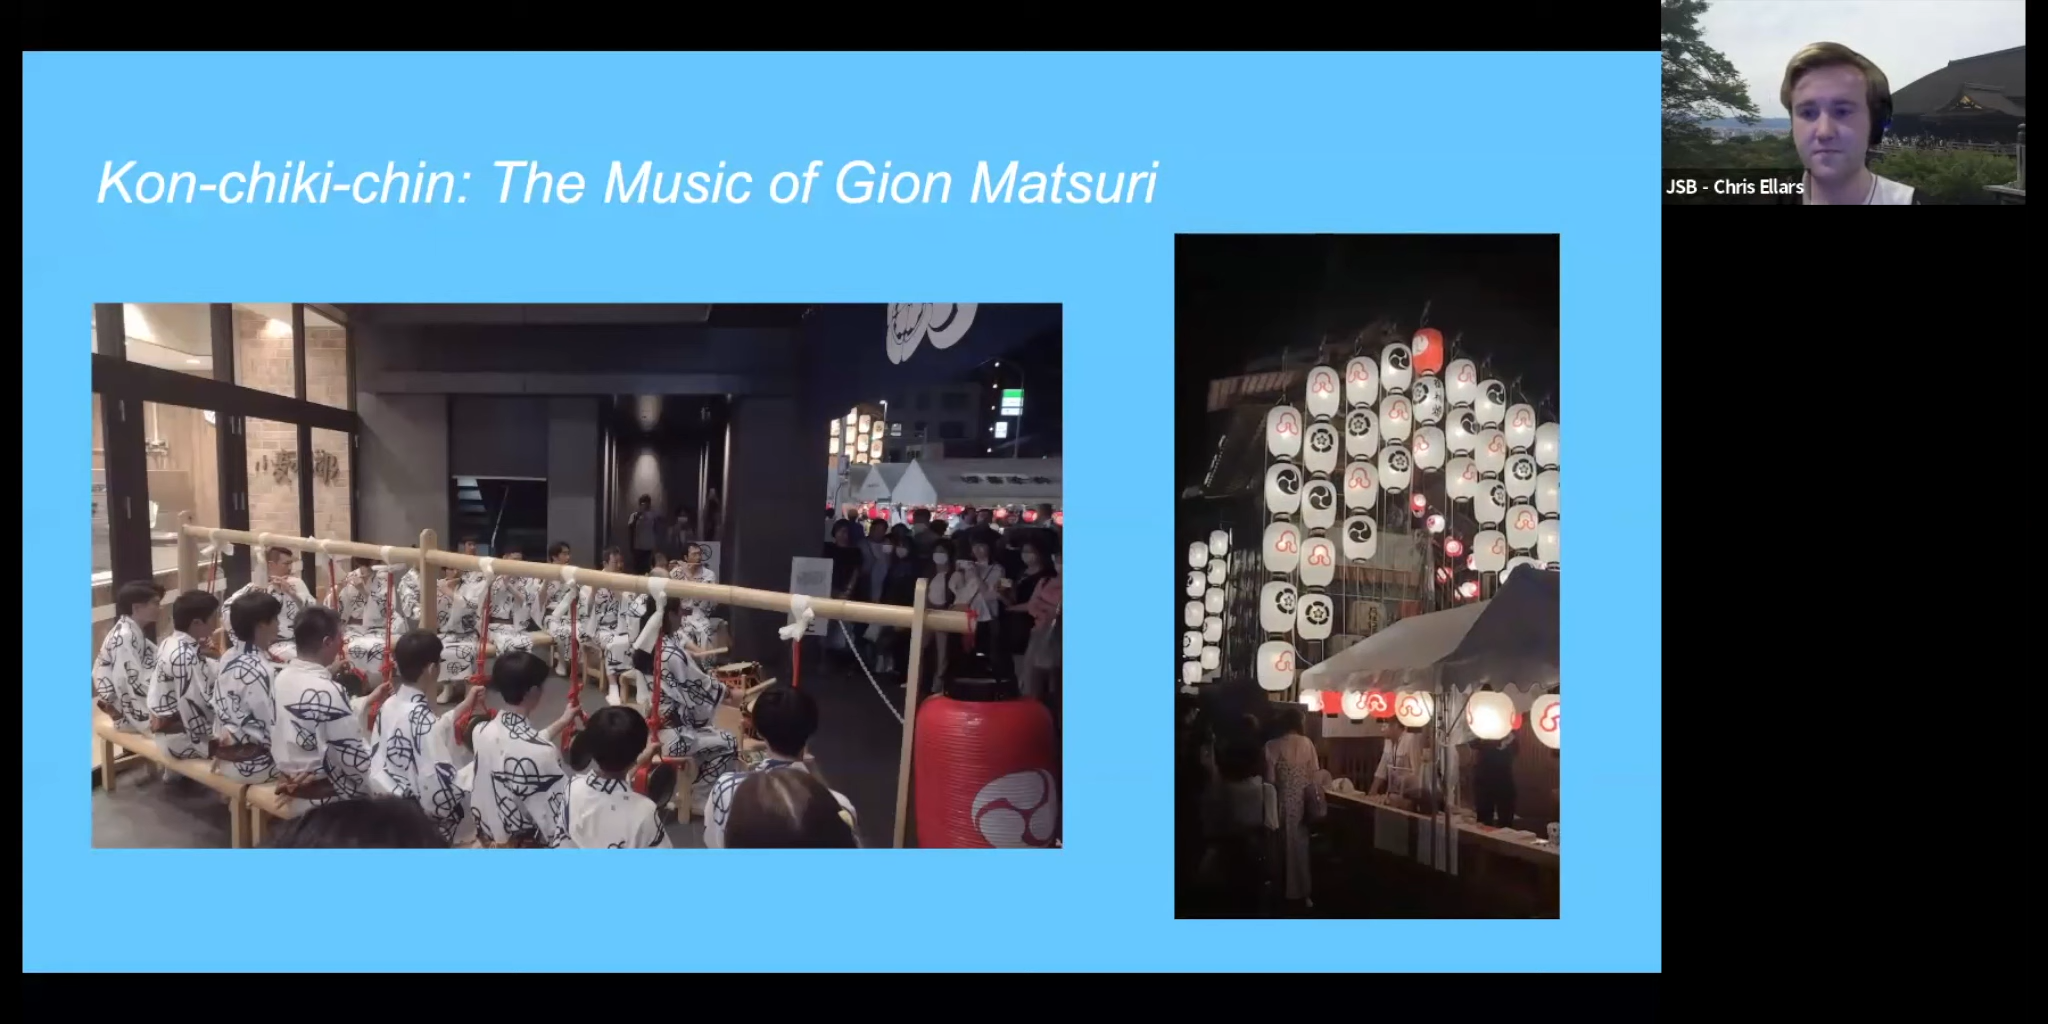 Kon-chiki-chin: The Music of Gion Matsuri
JSB - Chris Ellars